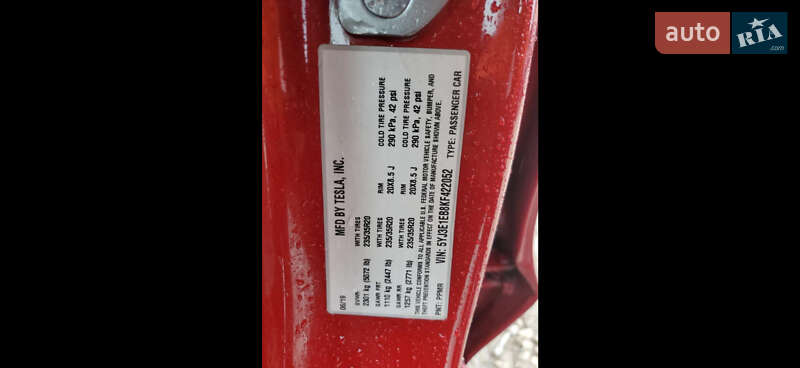 MFD BY TESLA, INC.
06/19
GVWR: WITH TIRES RIM COLD TIRE PRESSURE
2301 kg (5072 lb) 235/35R20 20X8.5 J 290 kPa, 42 psi
GAWR FRT: WITH TIRES
1110 kg (2447 lb) 235/35R20
GAWR RR: WITH TIRES RIM COLD TIRE PRESSURE
1257 kg (2771 lb) 235/35R20 20X8.5 J 290 kPa, 42 psi
THIS VEHICLE CONFORMS TO ALL APPLICABLE U.S. FEDERAL MOTOR VEHICLE SAFETY, BUMPER, AND
THEFT PREVENTION STANDARDS IN EFFECT ON THE DATE OF MANUFACTURE SHOWN ABOVE.
VIN: 5YJ3E1EB8KF422052
PNT: PPMR TYPE: PASSENGER CAR
auto RIA
.com